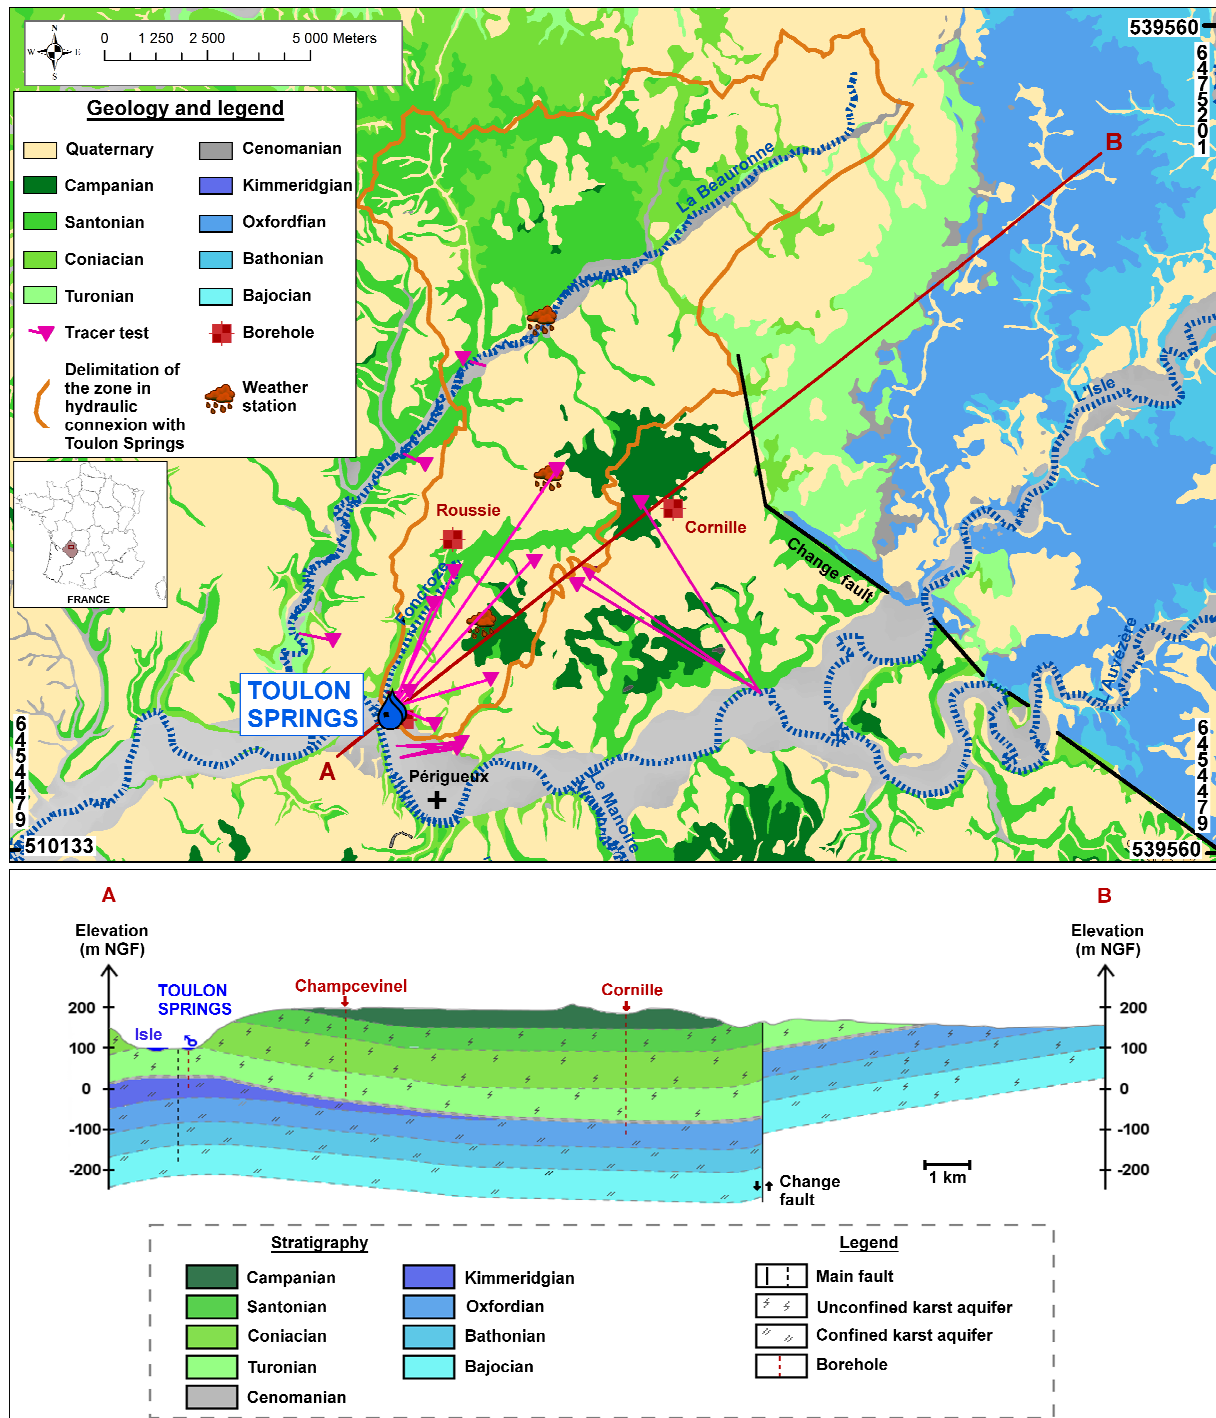 N
W
E
S
0
1 250
2 500
5 000 Meters
539560
6475201
Geology and legend
Quaternary
Cenomanian
Campanian
Kimmeridgian
Santonian
Oxfordfian
Coniacian
Bathonian
Turonian
Bajocian
Tracer test
Borehole
Delimitation of
the zone in
hydraulic
connexion with
Toulon Springs
Weather
station
FRANCE
B
La Beauronne
L'Isle
Roussie
Cornille
Change fault
Foncroze
L'Auvézère
TOULON
SPRINGS
A
Périgueux
Le Manoire
6454479
510133
6454479
539560
A
B
Elevation
(m NGF)
Elevation
(m NGF)
TOULON
SPRINGS
Isle
Champcevinel
Cornille
200
100
0
-100
-200
200
100
0
-100
-200
1 km
Change
fault
Stratigraphy
Campanian
Santonian
Coniacian
Turonian
Cenomanian
Kimmeridgian
Oxfordian
Bathonian
Bajocian
Legend
Main fault
Unconfined karst aquifer
Confined karst aquifer
Borehole